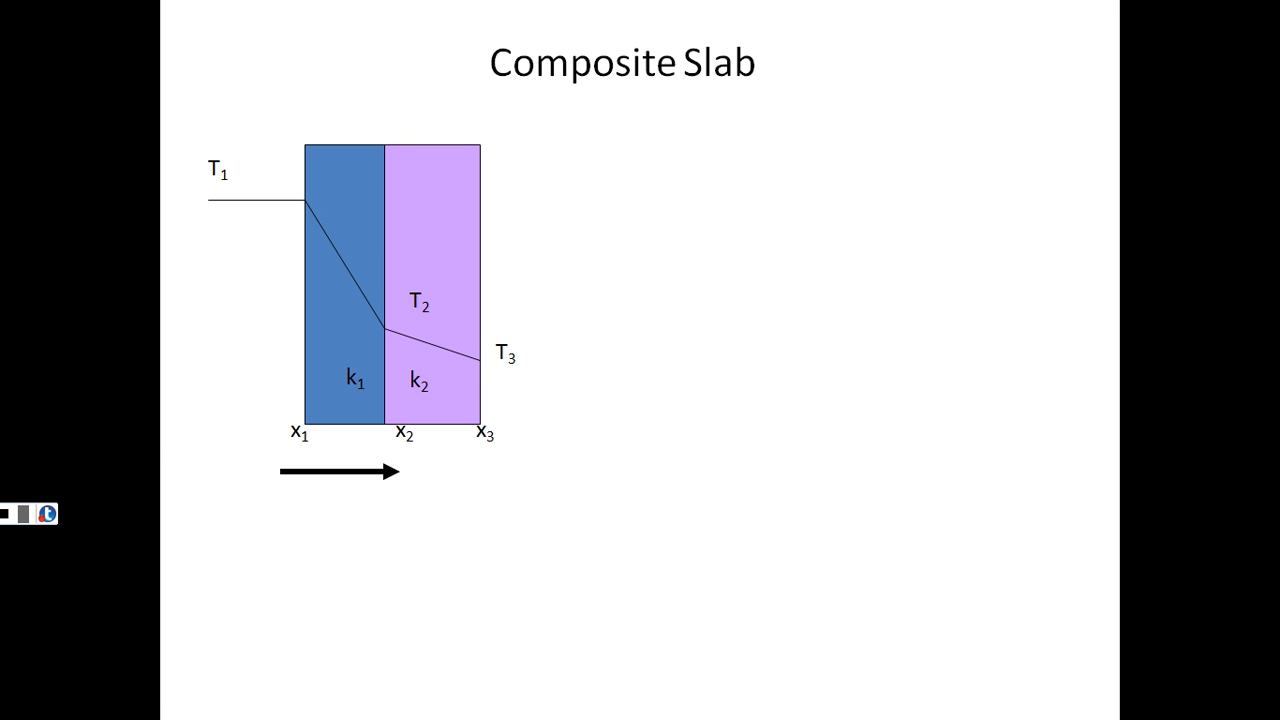 Composite Slab
T₁
T₂
T₃
k₁ k₂
x₁ x₂ x₃
t